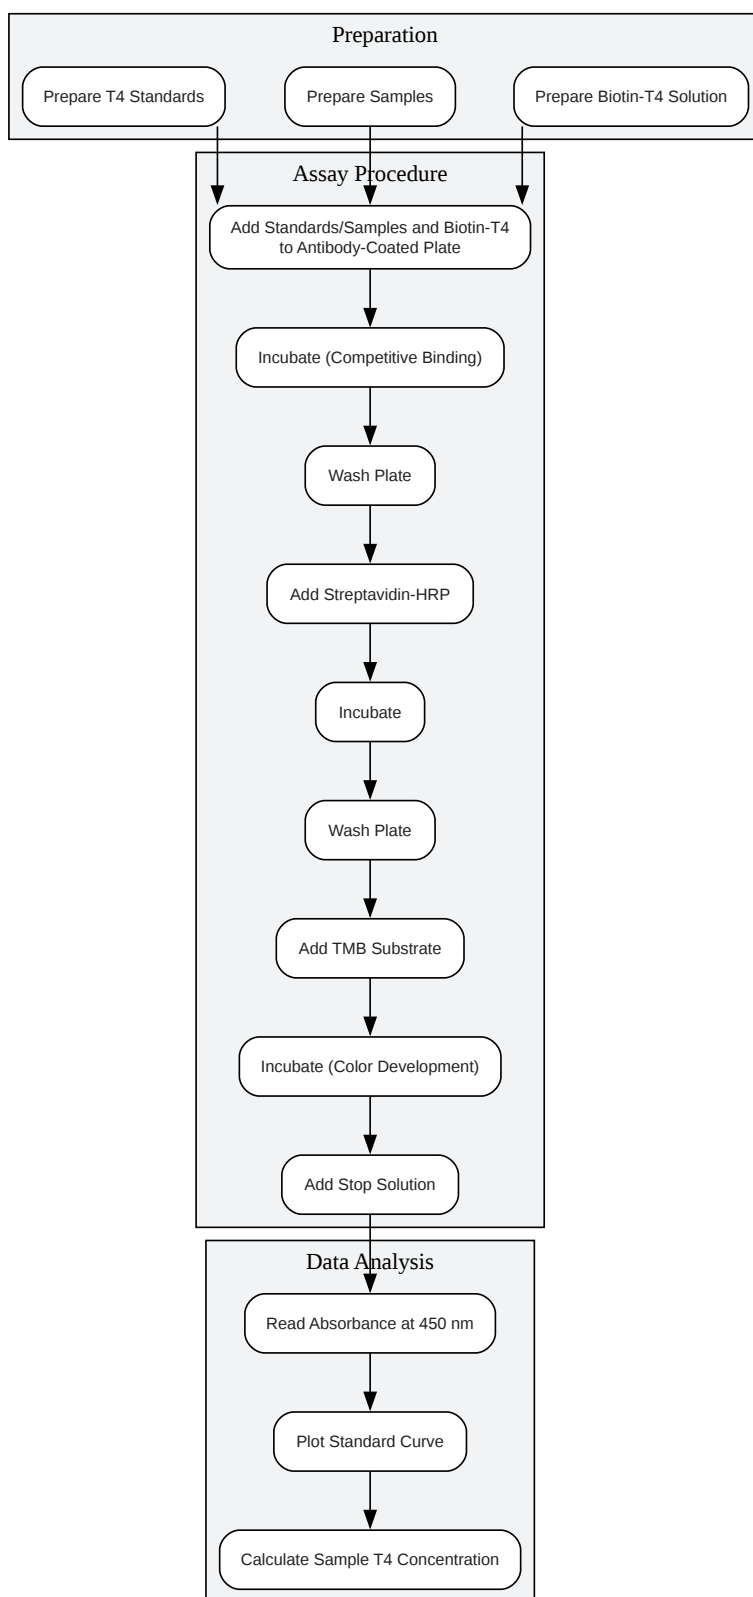 Preparation
Prepare T4 Standards
Prepare Samples
Prepare Biotin-T4 Solution
Assay Procedure
Add Standards/Samples and Biotin-T4
to Antibody-Coated Plate
Incubate (Competitive Binding)
Wash Plate
Add Streptavidin-HRP
Incubate
Wash Plate
Add TMB Substrate
Incubate (Color Development)
Add Stop Solution
Data Analysis
Read Absorbance at 450 nm
Plot Standard Curve
Calculate Sample T4 Concentration